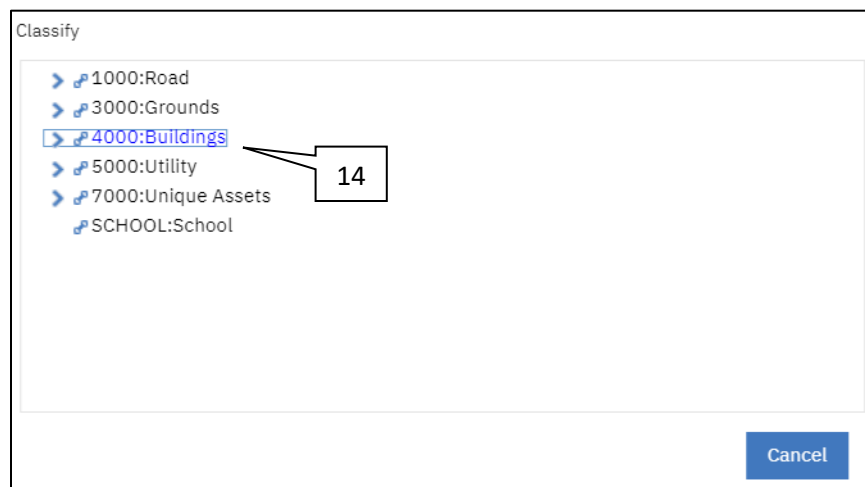 Classify
1000:Road
3000:Grounds
4000:Buildings
5000:Utility
14
7000:Unique Assets
SCHOOL:School
Cancel